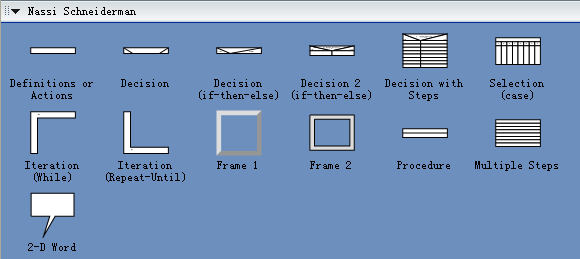 Nassi Schneiderman
Definitions or
Actions
Decision
Decision
(if-then-else)
Decision 2
(if-then-else)
Decision with
Steps
Selection
(case)
Iteration
(While)
Iteration
(Repeat-Until)
Frame 1
Frame 2
Procedure
Multiple Steps
2-D Word